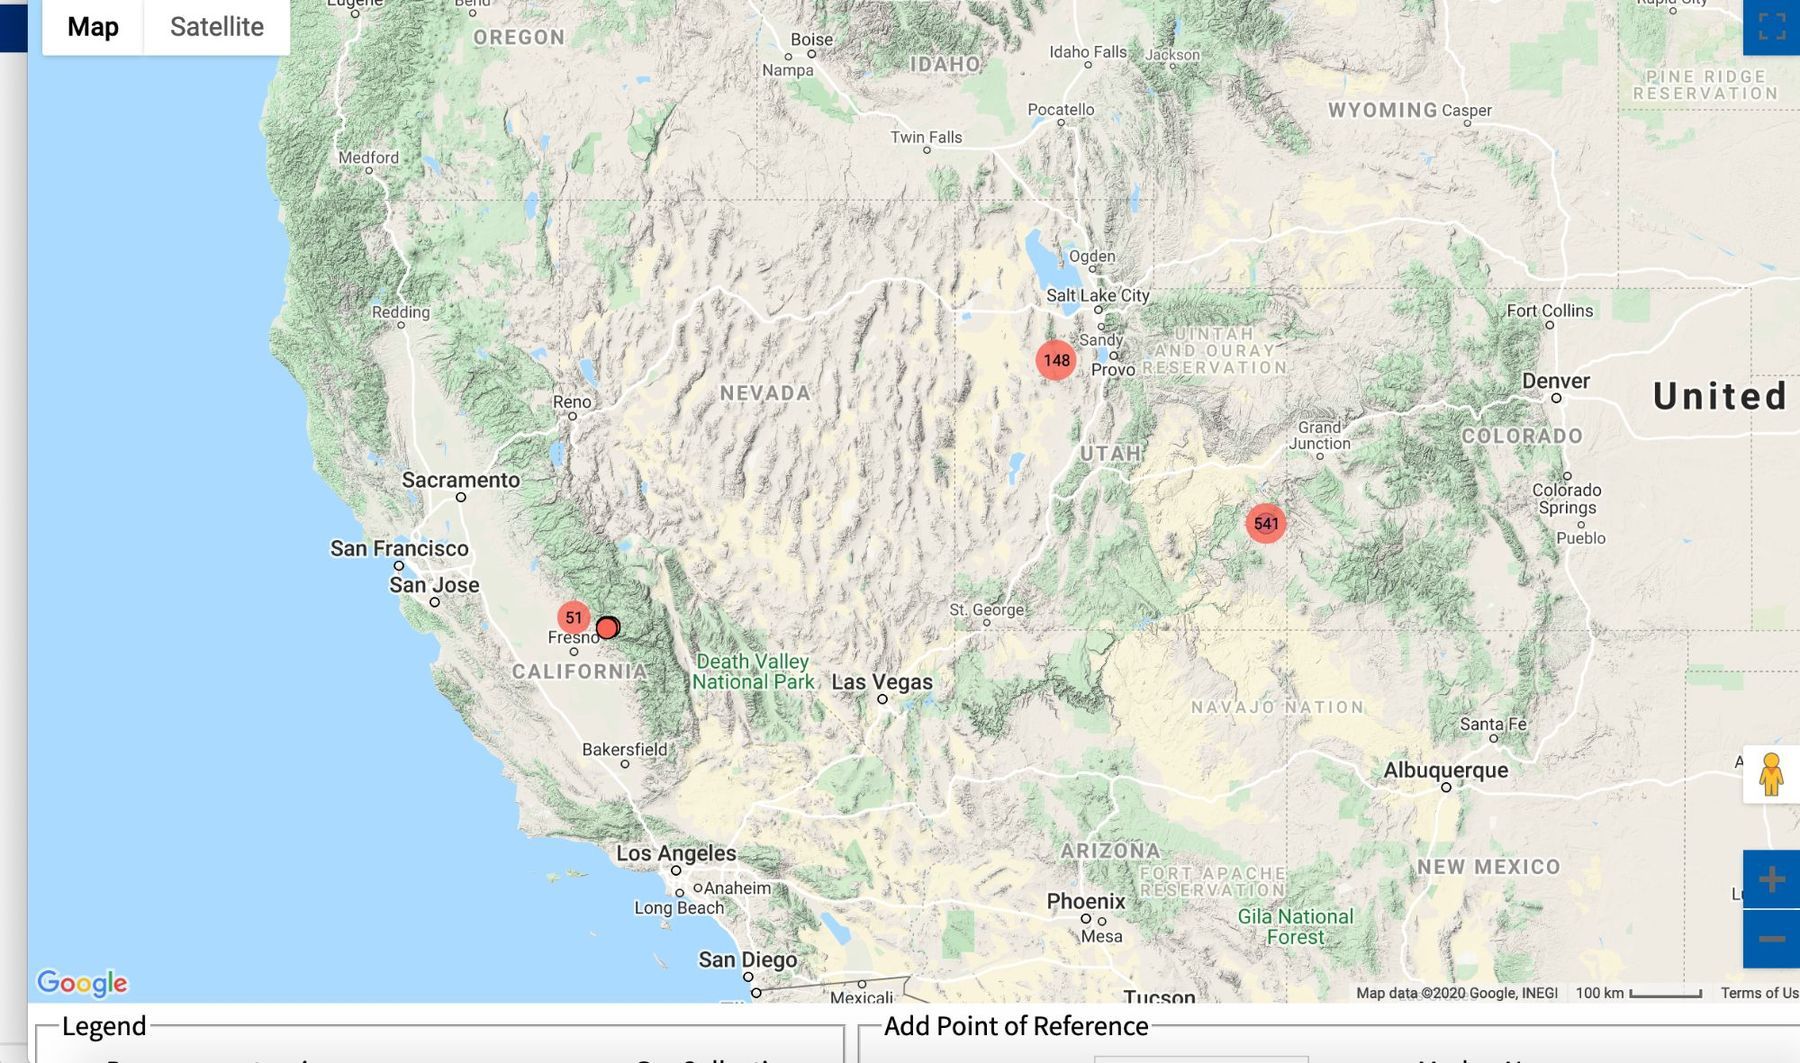 Map
Satellite
Eugene
Bend
OREGON
Boise
Nampa
IDAHO
Idaho Falls
Jackson
Rapid City
PINE RIDGE
RESERVATION
WYOMING
Casper
Pocatello
Twin Falls
Medford
Ogden
Salt Lake City
Redding
Fort Collins
UINTAH
AND OURAY
RESERVATION
Sandy
148
Provo
Denver
United
NEVADA
Reno
Grand
Junction
COLORADO
UTAH
Sacramento
Colorado
Springs
541
Pueblo
San Francisco
San Jose
51
Fresno
St. George
CALIFORNIA
Death Valley
National Park
Las Vegas
NAVAJO NATION
Santa Fe
Bakersfield
Albuquerque
Los Angeles
Anaheim
Long Beach
ARIZONA
FORT APACHE
RESERVATION
NEW MEXICO
Phoenix
Mesa
Gila National
Forest
San Diego
Mexicali
Tucson
Google
Map data ©2020 Google, INEGI
100 km
Terms of Us
Legend
Add Point of Reference